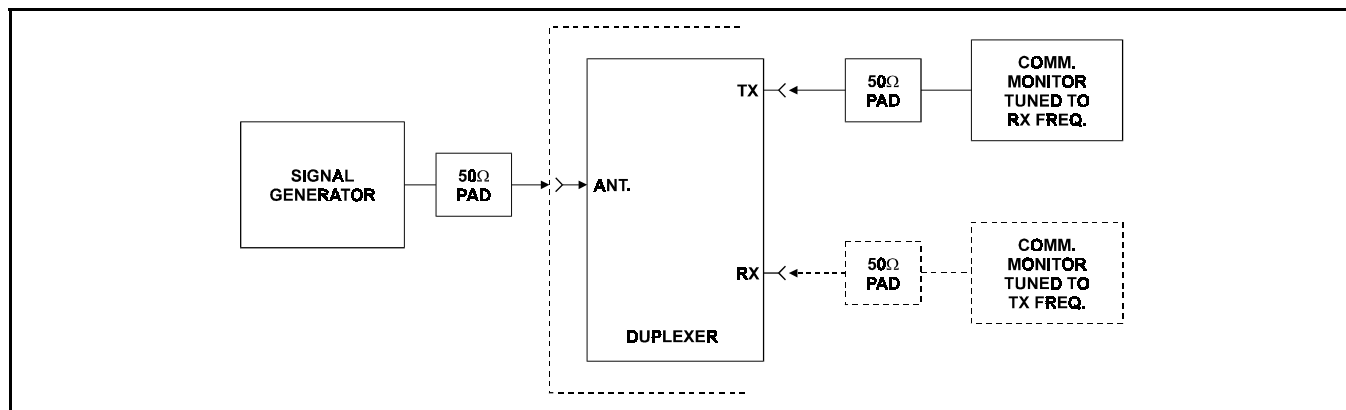 SIGNAL
GENERATOR
50Ω
PAD
ANT.
TX
RX
DUPLEXER
50Ω
PAD
COMM.
MONITOR
TUNED TO
RX FREQ.
50Ω
PAD
COMM.
MONITOR
TUNED TO
TX FREQ.